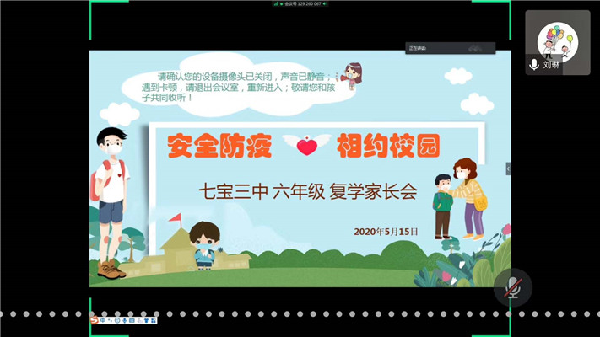 请确认您的设备摄像头已关闭，声音已静音；
遇到卡顿，请退出会议室，重新进入；敬请您和孩
子共同收听！
安全防疫 相约校园
七宝三中 六年级 复学家长会
2020年5月15日